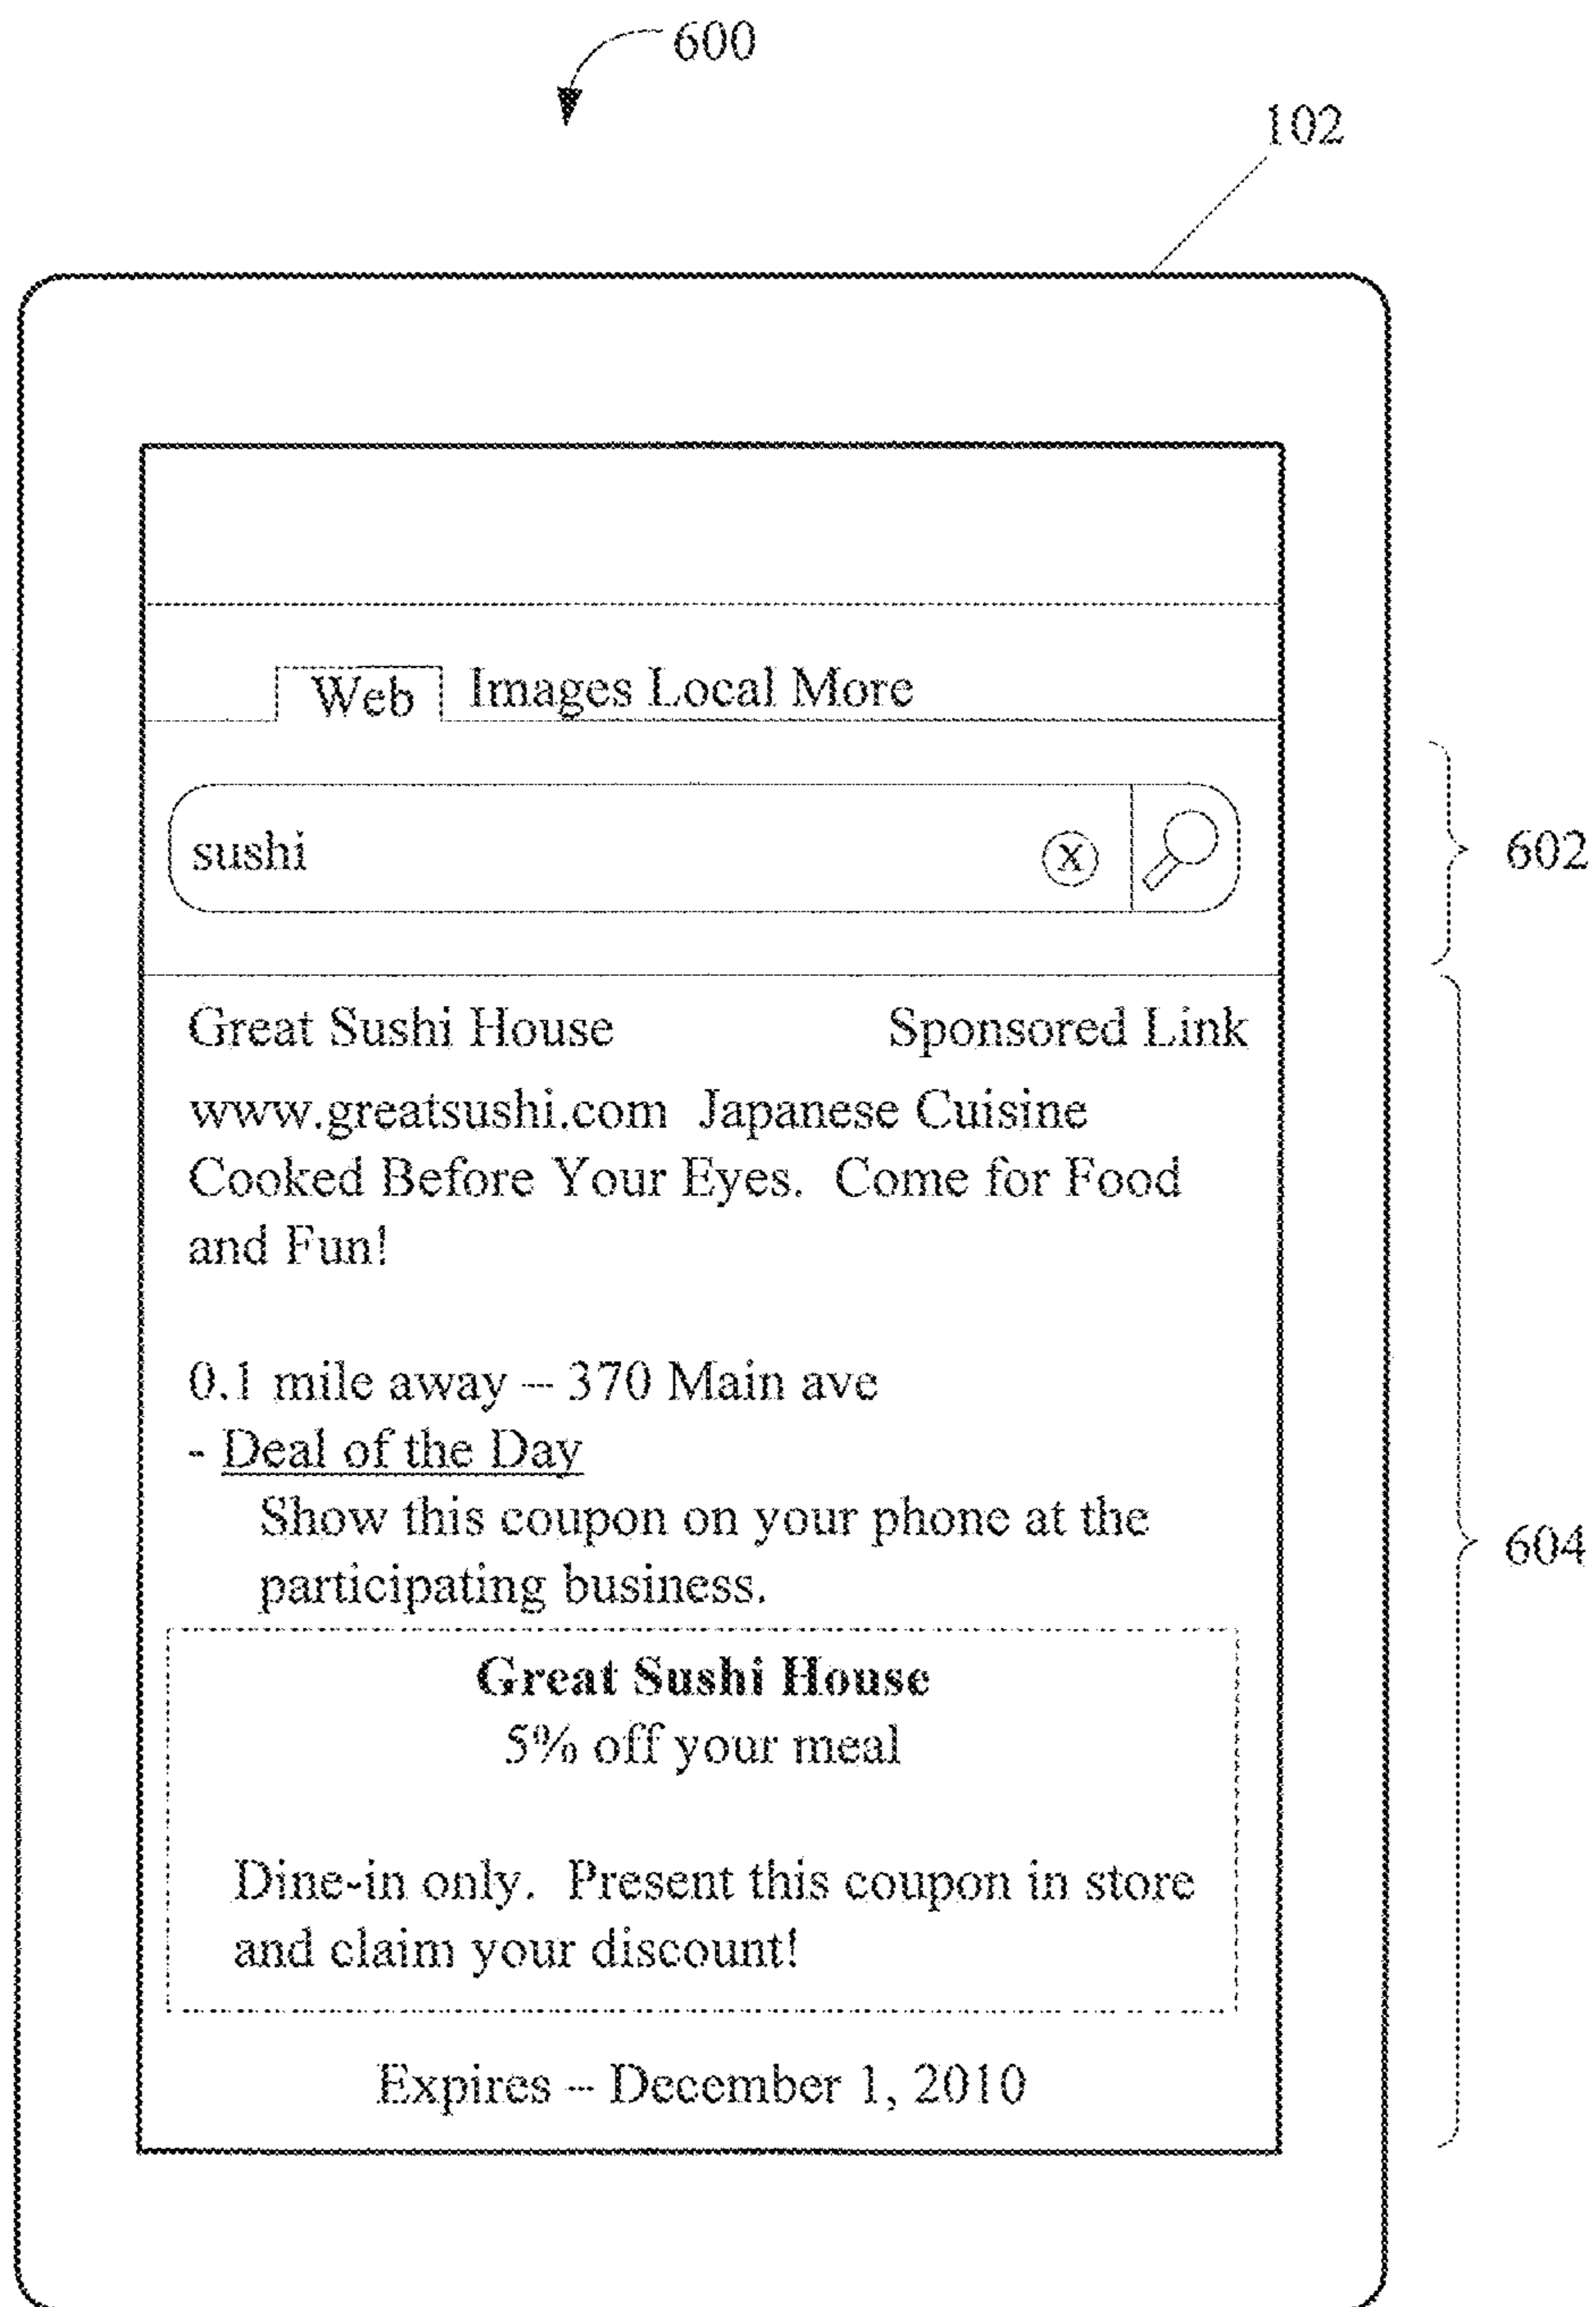 600
102
Web Images Local More
sushi X
602
Great Sushi House Sponsored Link
www.greatsushi.com Japanese Cuisine
Cooked Before Your Eyes. Come for Food
and Fun!
0.1 mile away – 370 Main ave
- Deal of the Day
Show this coupon on your phone at the
604
participating business.
Great Sushi House
5% off your meal
Dine-in only. Present this coupon in store
and claim your discount!
Expires – December 1, 2010